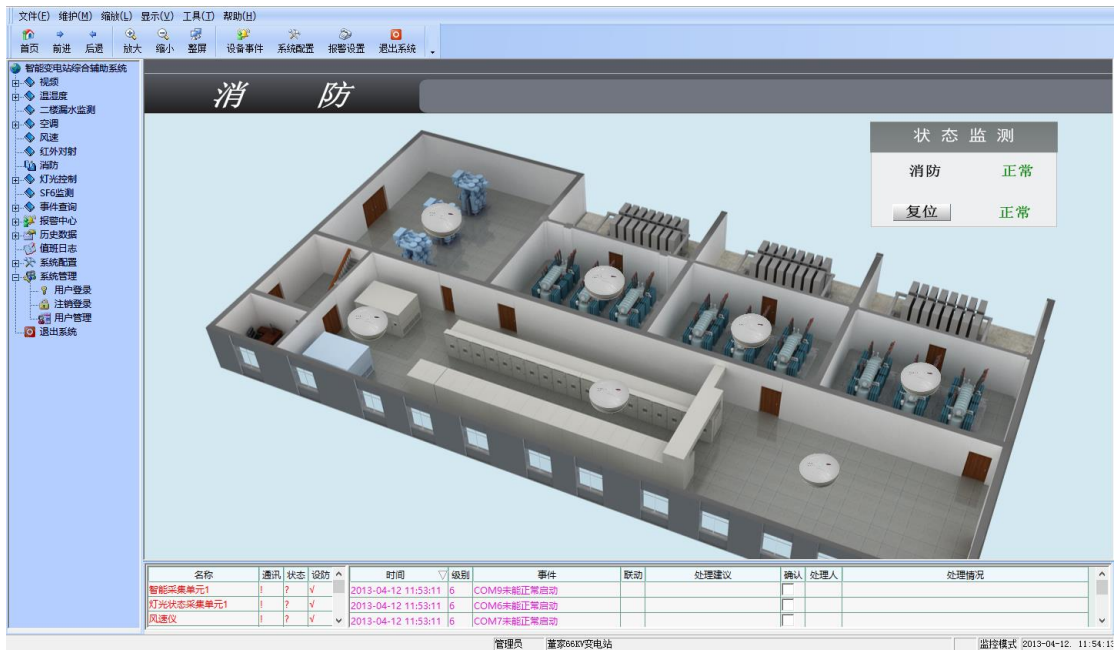 文件(F) 维护(M) 缩放(L) 显示(V) 工具(T) 帮助(H)
首页 前进 后退 放大 缩小 整屏 设备事件 系统配置 报警设置 退出系统
智能变电站综合辅助系统
视频
温湿度
二楼漏水监测
空调
风速
红外对射
消防
灯光控制
SF6监测
事件查询
报警中心
历史数据
值班日志
系统配置
系统管理
用户登录
注销登录
用户管理
退出系统
消 防
状态监测
消防 正常
复位 正常
名称 通讯 状态 设防
智能采集单元1 ! ? √
灯光状态采集单元1 ! ? √
风速仪 ! ? √
时间 级别 事件 联动 处理建议 确认 处理人 处理情况
2013-04-12 11:53:11 6 COM9未能正常启动
2013-04-12 11:53:11 6 COM6未能正常启动
2013-04-12 11:53:11 6 COM7未能正常启动
管理员 董家66KV变电站 监控模式 2013-04-12. 11:54:13